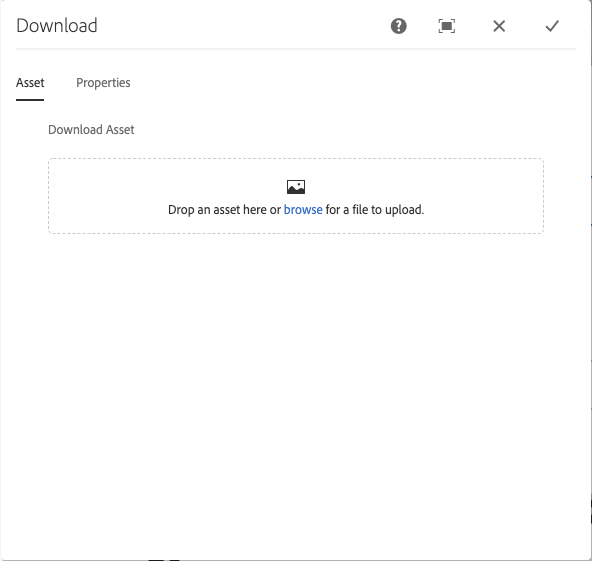 Download
Asset Properties
Download Asset
Drop an asset here or browse for a file to upload.